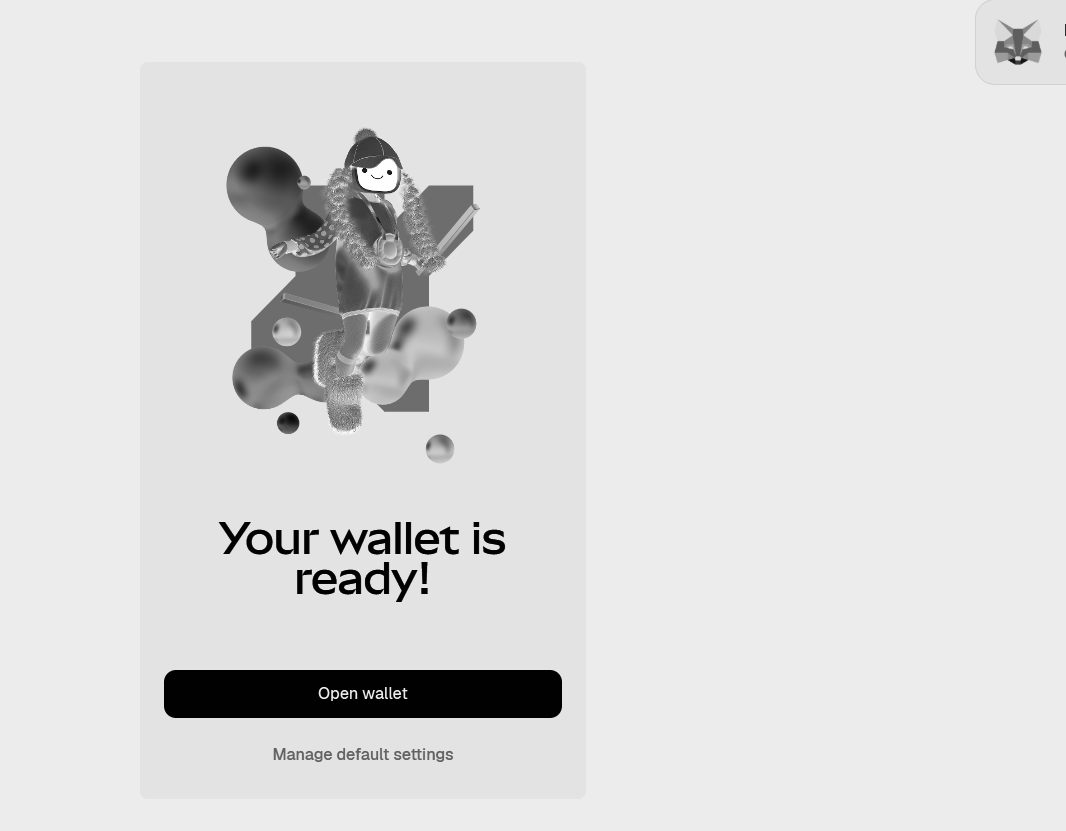 Your wallet is
ready!
Open wallet
Manage default settings